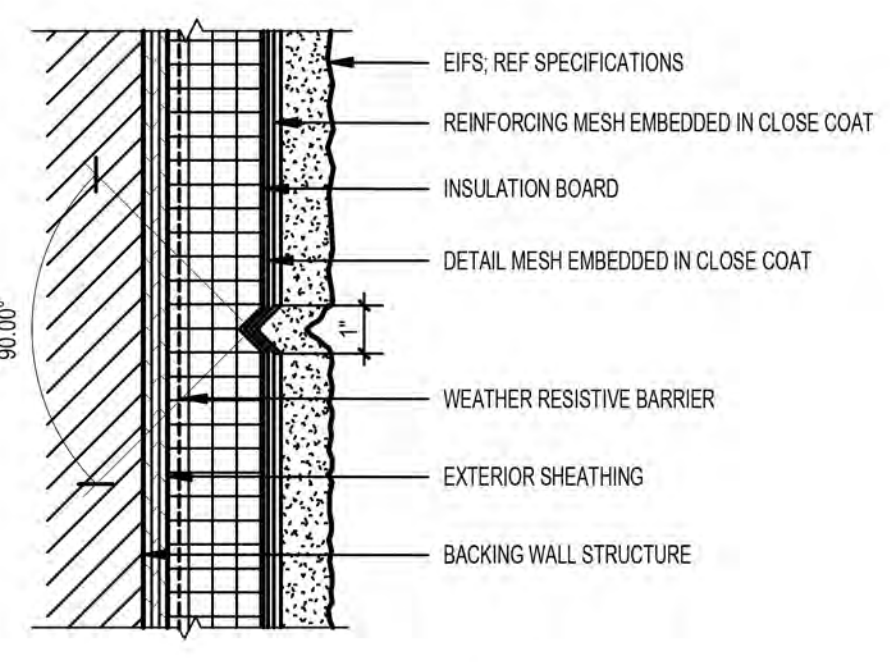 EIFS; REF SPECIFICATIONS
REINFORCING MESH EMBEDDED IN CLOSE COAT
INSULATION BOARD
DETAIL MESH EMBEDDED IN CLOSE COAT
90.00°
1"
WEATHER RESISTIVE BARRIER
EXTERIOR SHEATHING
BACKING WALL STRUCTURE